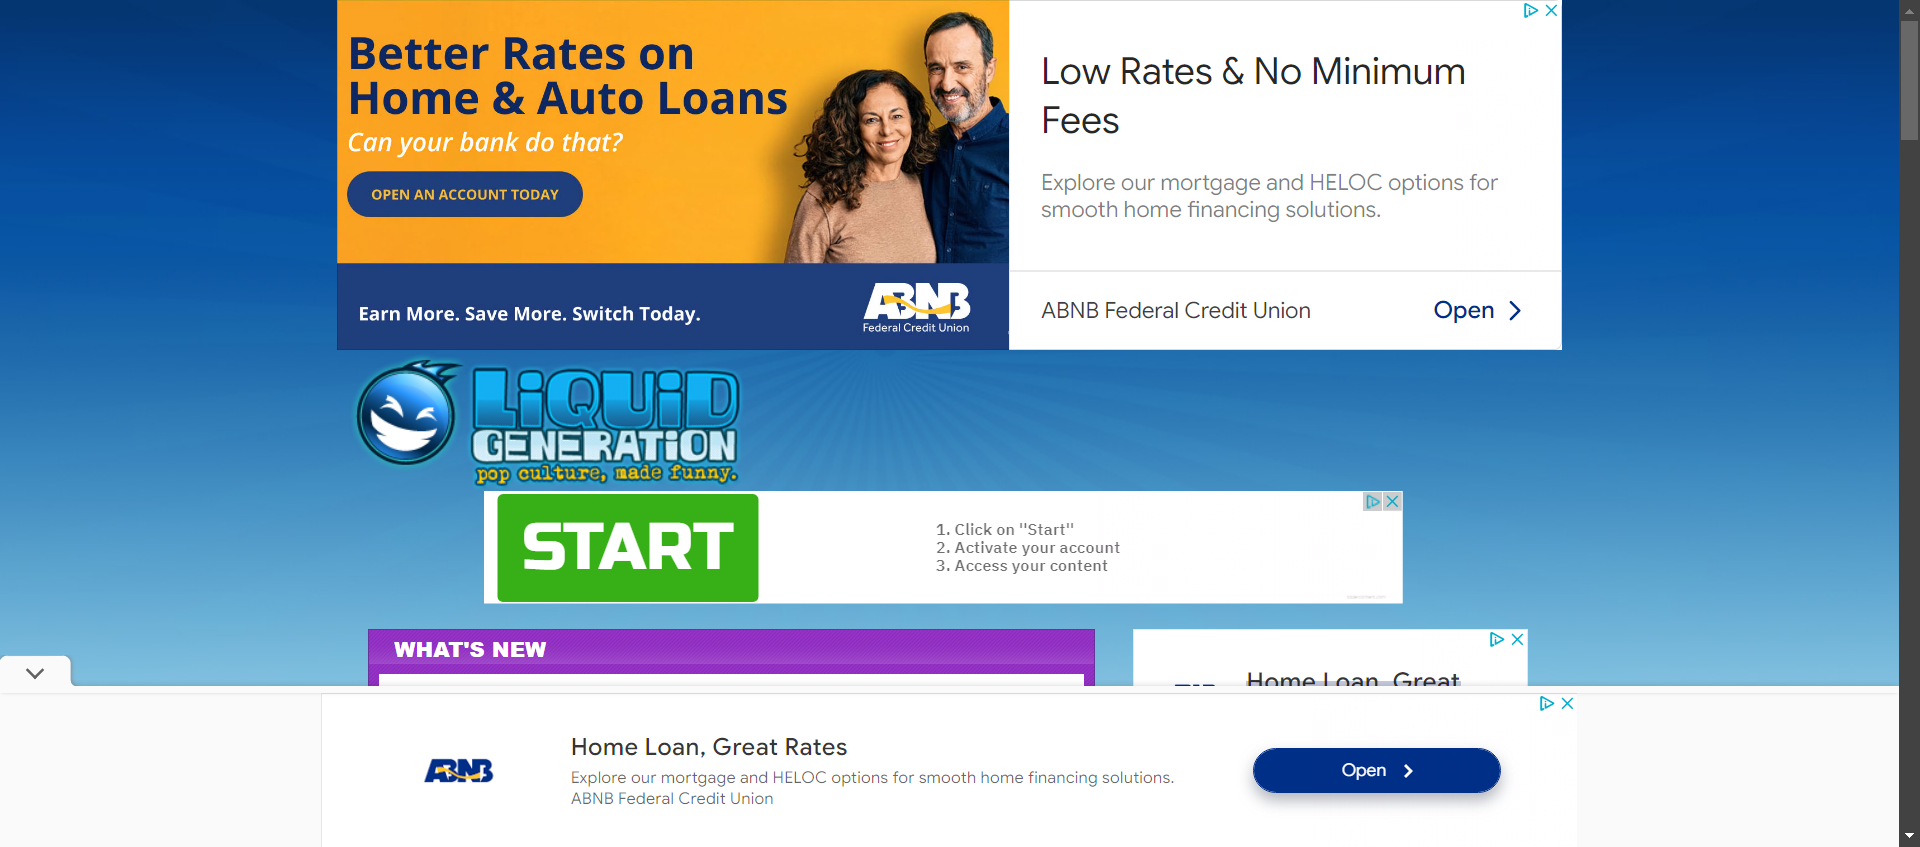 Better Rates on
Home & Auto Loans
Can your bank do that?
OPEN AN ACCOUNT TODAY
Earn More. Save More. Switch Today.
ABNB
Federal Credit Union
Low Rates & No Minimum
Fees
Explore our mortgage and HELOC options for
smooth home financing solutions.
ABNB Federal Credit Union
Open
LiQUiD
GENERATiON
pop culture, made funny.
START
1. Click on "Start"
2. Activate your account
3. Access your content
WHAT'S NEW
Home Loan, Great
ABNB
Home Loan, Great Rates
Explore our mortgage and HELOC options for smooth home financing solutions.
ABNB Federal Credit Union
Open